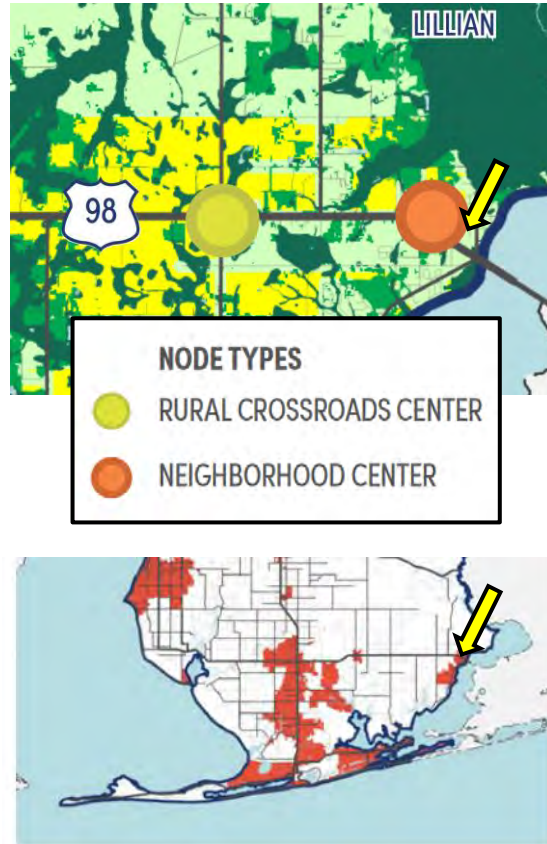 LILLIAN
98
NODE TYPES
RURAL CROSSROADS CENTER
NEIGHBORHOOD CENTER